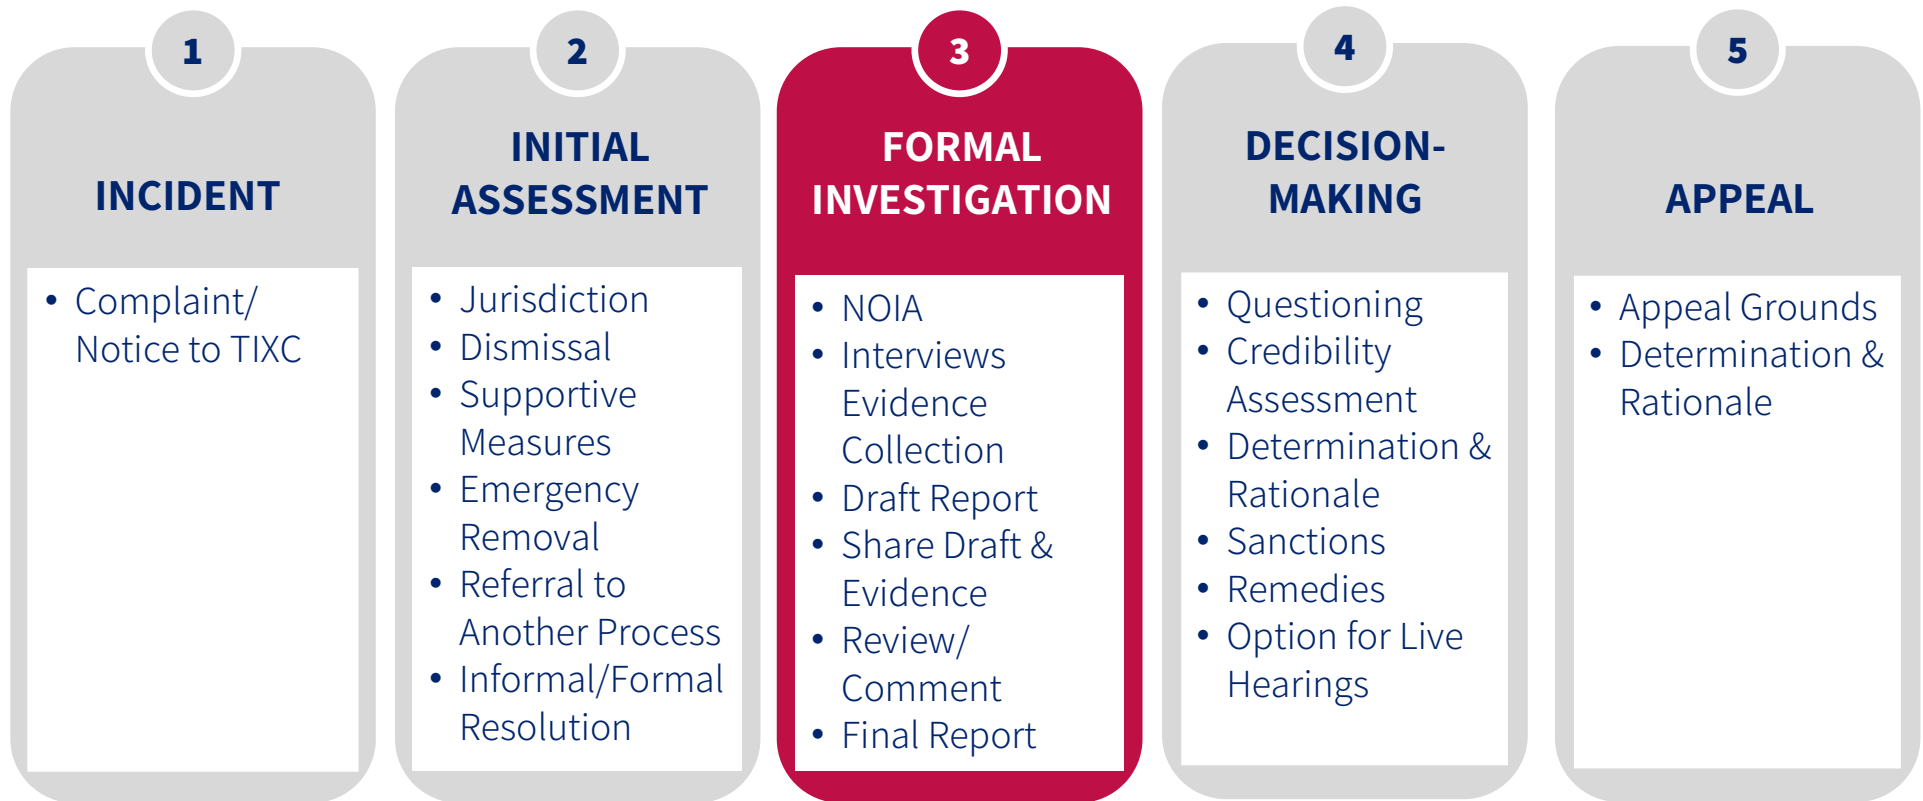 1
INCIDENT
• Complaint/
Notice to TIXC
2
INITIAL
ASSESSMENT
• Jurisdiction
• Dismissal
• Supportive
Measures
• Emergency
Removal
• Referral to
Another Process
• Informal/Formal
Resolution
3
FORMAL
INVESTIGATION
• NOIA
• Interviews
Evidence
Collection
• Draft Report
• Share Draft &
Evidence
• Review/
Comment
• Final Report
4
DECISION-
MAKING
• Questioning
• Credibility
Assessment
• Determination &
Rationale
• Sanctions
• Remedies
• Option for Live
Hearings
5
APPEAL
• Appeal Grounds
• Determination &
Rationale